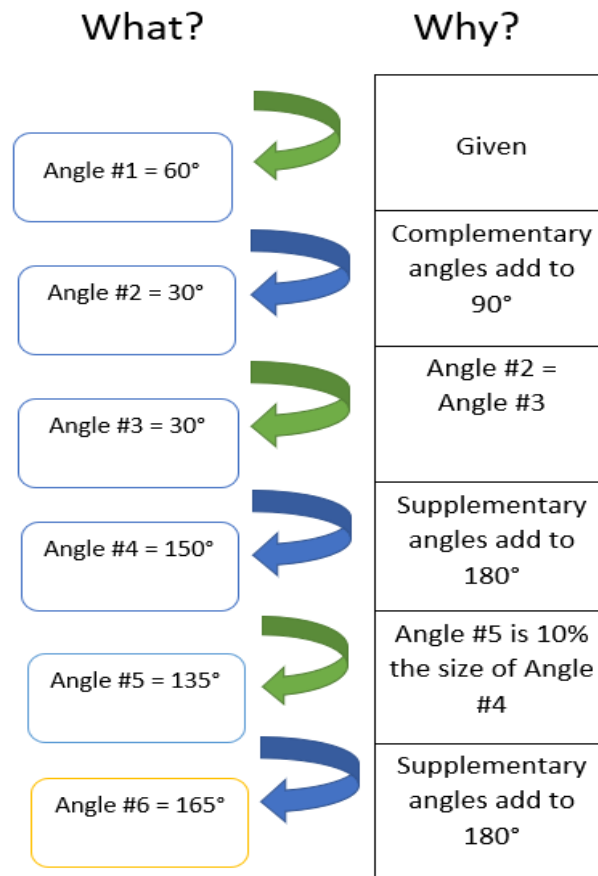 What?
Why?
Angle #1 = 60°
Given
Angle #2 = 30°
Complementary
angles add to
90°
Angle #3 = 30°
Angle #2 =
Angle #3
Angle #4 = 150°
Supplementary
angles add to
180°
Angle #5 = 135°
Angle #5 is 10%
the size of Angle
#4
Angle #6 = 165°
Supplementary
angles add to
180°